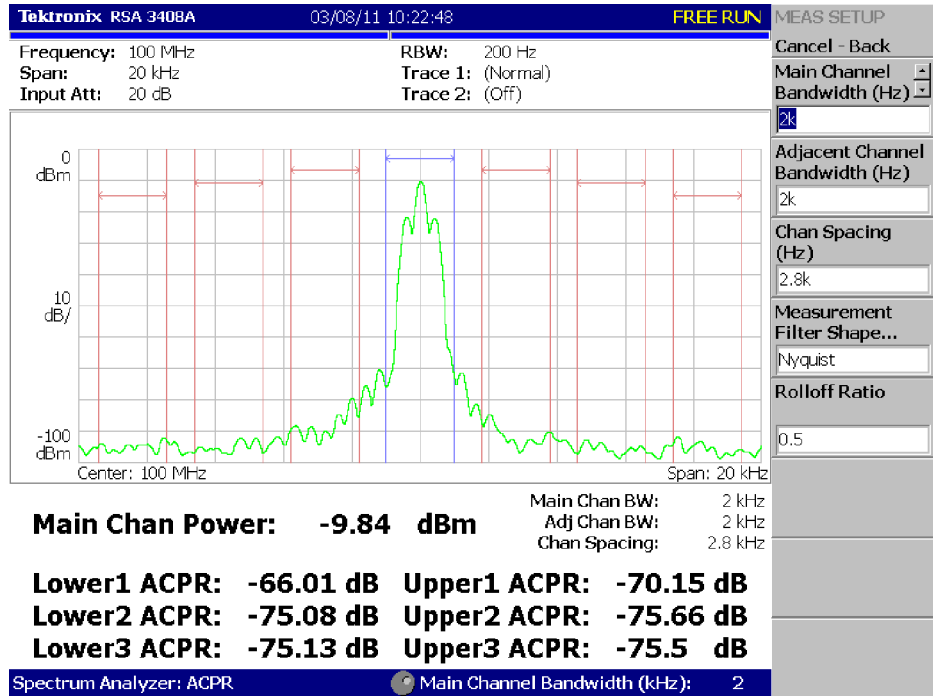 Tektronix RSA 3408A 03/08/11 10:22:48 FREE RUN
Frequency: 100 MHz
Span: 20 kHz
Input Att: 20 dB
RBW: 200 Hz
Trace 1: (Normal)
Trace 2: (Off)
0
dBm
10
dB/
-100
dBm
Center: 100 MHz Span: 20 kHz
Main Chan Power: -9.84 dBm
Main Chan BW: 2 kHz
Adj Chan BW: 2 kHz
Chan Spacing: 2.8 kHz
Lower1 ACPR: -66.01 dB Upper1 ACPR: -70.15 dB
Lower2 ACPR: -75.08 dB Upper2 ACPR: -75.66 dB
Lower3 ACPR: -75.13 dB Upper3 ACPR: -75.5 dB
Spectrum Analyzer: ACPR Main Channel Bandwidth (kHz): 2
MEAS SETUP
Cancel - Back
Main Channel
Bandwidth (Hz)
2k
Adjacent Channel
Bandwidth (Hz)
2k
Chan Spacing
(Hz)
2.8k
Measurement
Filter Shape...
Nyquist
Rolloff Ratio
0.5